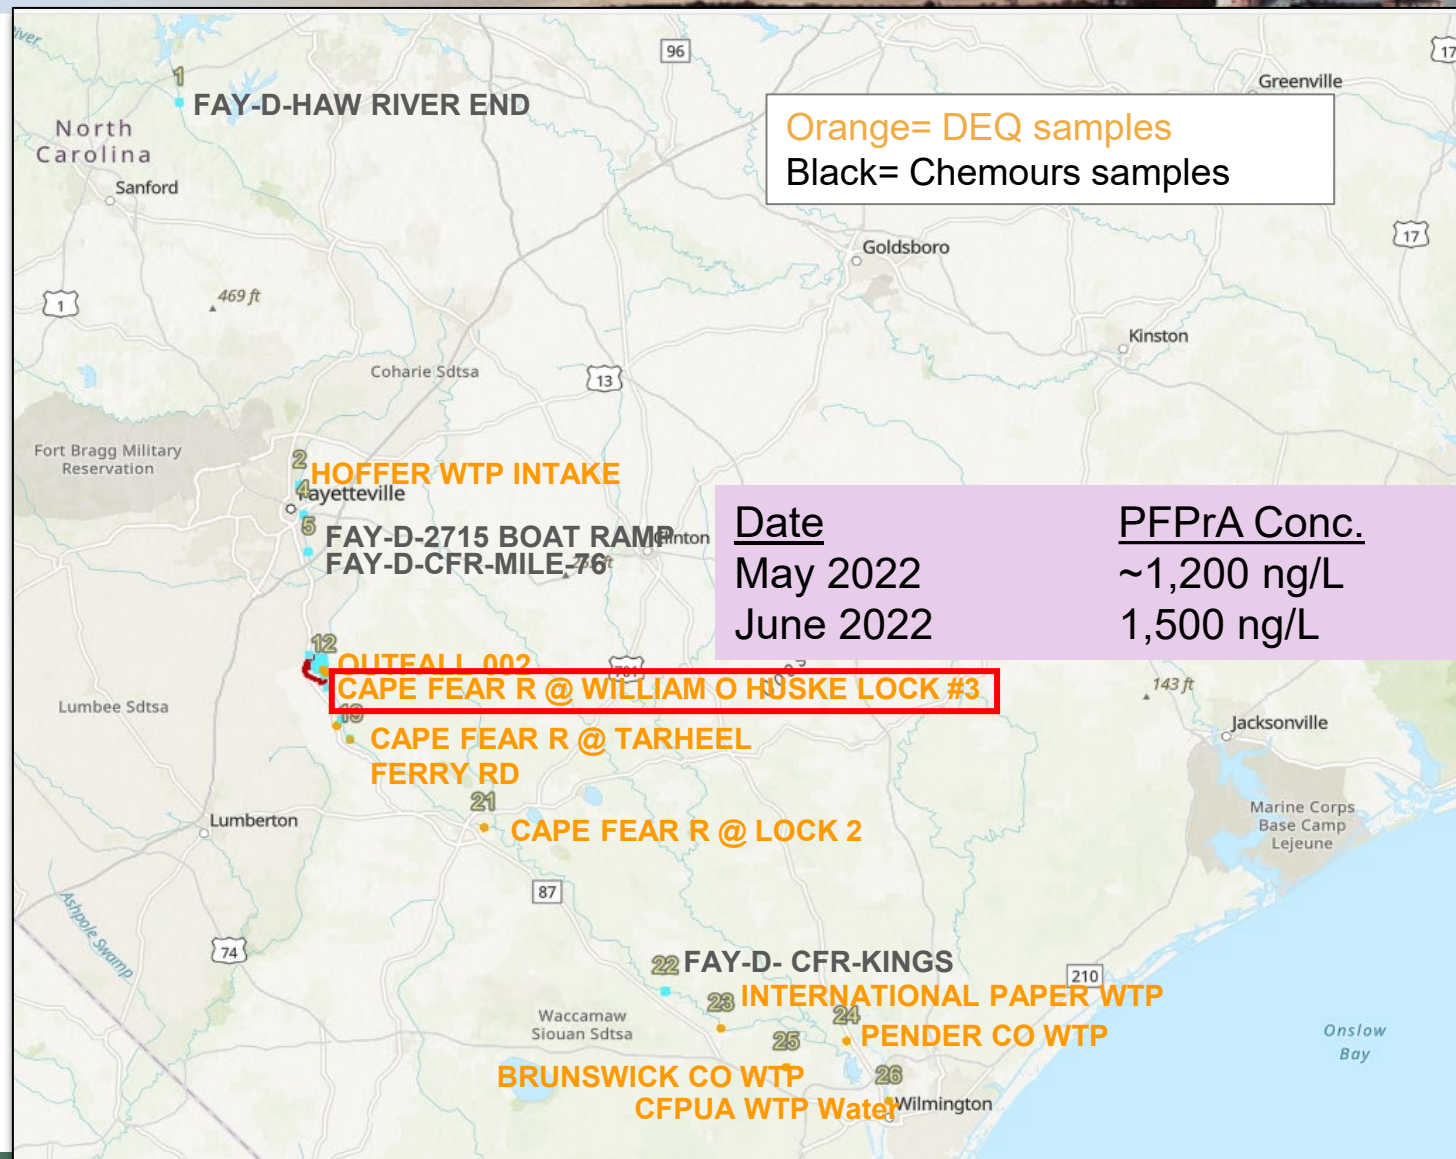 River
96
17
1
FAY-D-HAW RIVER END
Greenville
North
Carolina
Orange= DEQ samples
Black= Chemours samples
Sanford
17
Goldsboro
1
469 ft
Kinston
Coharie Sdtsa
13
Fort Bragg Military
Reservation
2
HOFFER WTP INTAKE
4
Fayetteville
5
FAY-D-2715 BOAT RAMP
FAY-D-CFR-MILE-76
Date PFPrA Conc.
May 2022 ~1,200 ng/L
June 2022 1,500 ng/L
12
OUTFALL 002
701
CAPE FEAR R @ WILLIAM O HUSKE LOCK #3
143 ft
Lumbee Sdtsa
19
Jacksonville
CAPE FEAR R @ TARHEEL
FERRY RD
21
Lumberton
CAPE FEAR R @ LOCK 2
Marine Corps
Base Camp
Lejeune
87
Ashpole Swamp
74
22
FAY-D- CFR-KINGS
210
23
INTERNATIONAL PAPER WTP
24
Waccamaw
Siouan Sdtsa
25
PENDER CO WTP
Onslow
Bay
BRUNSWICK CO WTP
26
CFPUA WTP Water
Wilmington